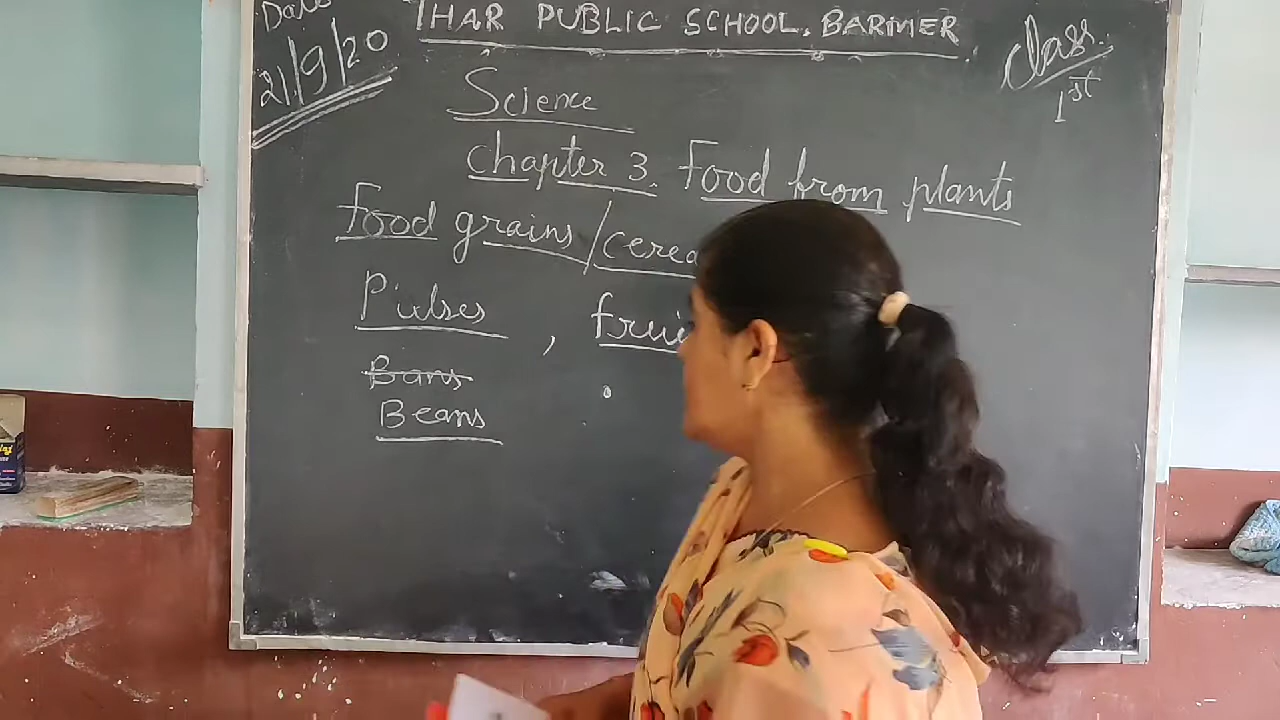 Date
21/9/20
THAR PUBLIC SCHOOL. BARMER
Class
1st
Science
Chapter 3. Food from plants
Food grains/cerea
Pulses, frui
Bans
Beans